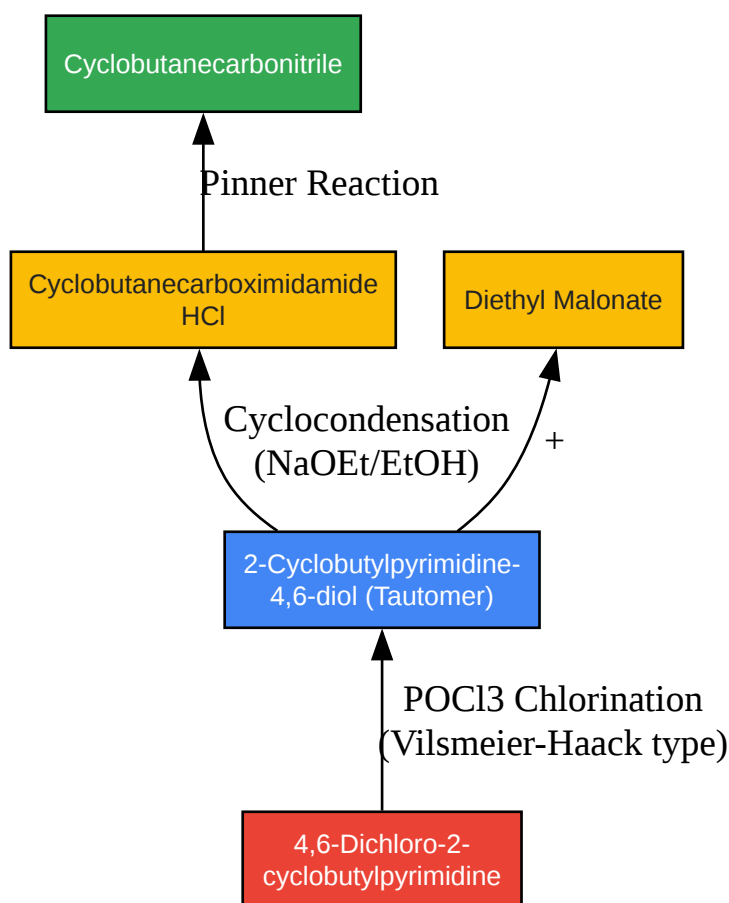 Cyclobutanecarbonitrile
Pinner Reaction
Cyclobutanecarboximidamide
HCl
Diethyl Malonate
Cyclocondensation
(NaOEt/EtOH)
+
2-Cyclobutylpyrimidine-
4,6-diol (Tautomer)
POCl3 Chlorination
(Vilsmeier-Haack type)
4,6-Dichloro-2-
cyclobutylpyrimidine